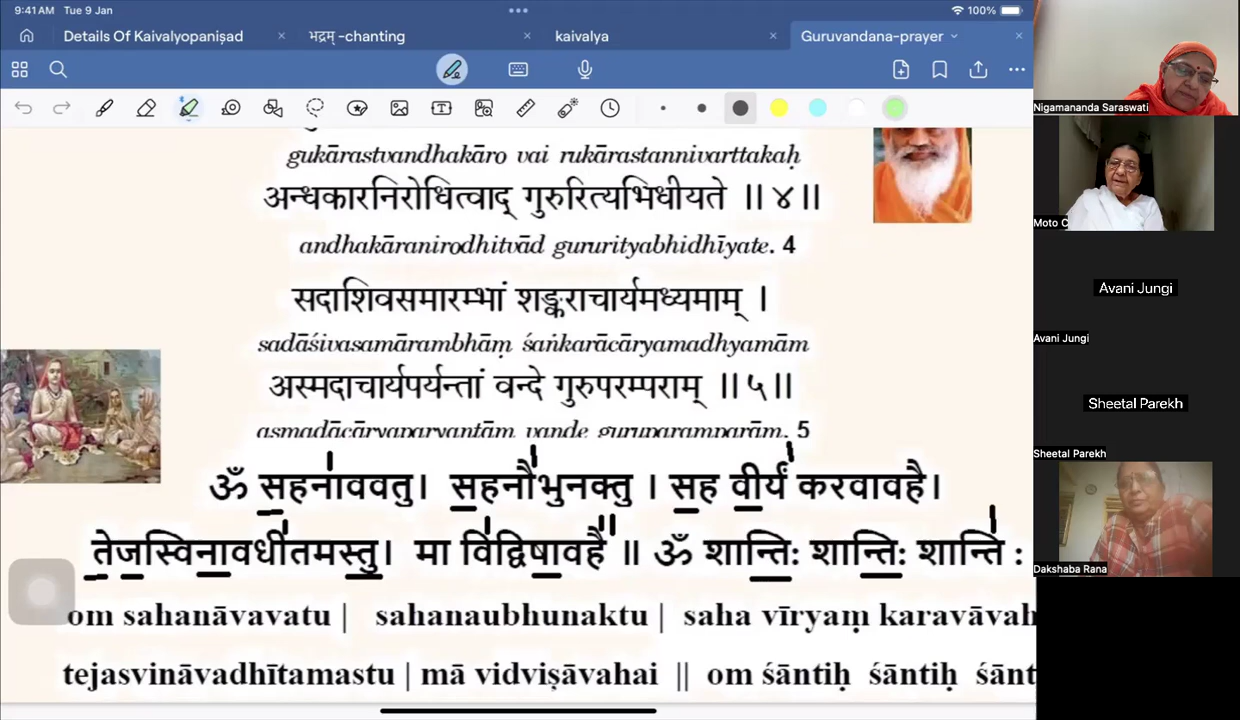 9:41 AM Tue 9 Jan
100%
Details Of Kaivalyopaniṣad
भद्रम् -chanting
kaivalya
Guruvandana-prayer
gukārastvandhakāro vai rukārastannivarttakaḥ
अन्धकारनिरोधित्वाद् गुरुरित्यभिधीयते ॥ ४॥
andhakāranirodhitvād gururityabhidhīyate. 4
सदाशिवसमारम्भां शङ्कराचार्यमध्यमाम् ।
sadāśivasamārambhāṃ śaṅkarācāryamadhyamām
अस्मदाचार्यपर्यन्तां वन्दे गुरुपरम्पराम् ॥ ५॥
asmadācāryaparyantāṃ vande guruparamparām. 5
ॐ स॒हना॑ववतु। स॒हनौ॑भुनक्तु । स॒ह वी॒र्यं॑ करवावहै।
ते॒ज॒स्विना॒वधी॑तमस्तु॒। मा वि॑द्विषा॒वहै᳚ ॥ ॐ शान्तिः॒ शान्तिः॒ शान्ति॑ :
om sahanāvavatu | sahanaubhunaktu | saha vīryaṃ karavāvah
tejasvināvadhītamastu | mā vidviṣāvahai || om śāntiḥ śāntiḥ śānt
Nigamananda Saraswati
Moto C
Avani Jungi
Avani Jungi
Sheetal Parekh
Sheetal Parekh
Dakshaba Rana